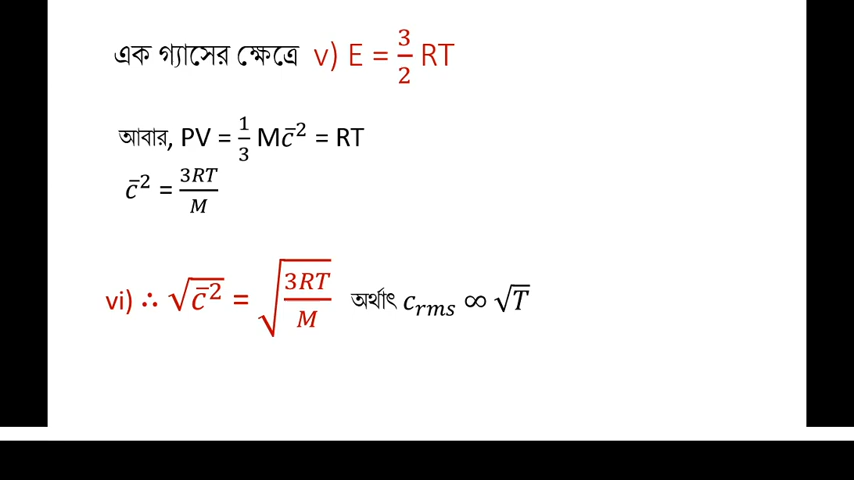 এক গ্যাসের ক্ষেত্রে v) E = 3/2 RT
আবার, PV = 1/3 Mc̄² = RT
c̄² = 3RT/M
vi) ∴ √c̄² = √(3RT/M) অর্থাৎ c_rms ∞ √T